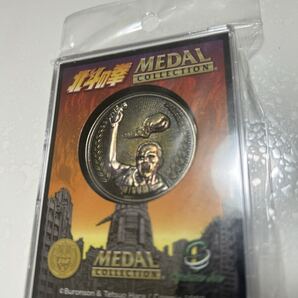 北斗の拳 MEDAL
COLLECTION
MEDAL
COLLECTION
©Buronson & Tetsuo Hara /